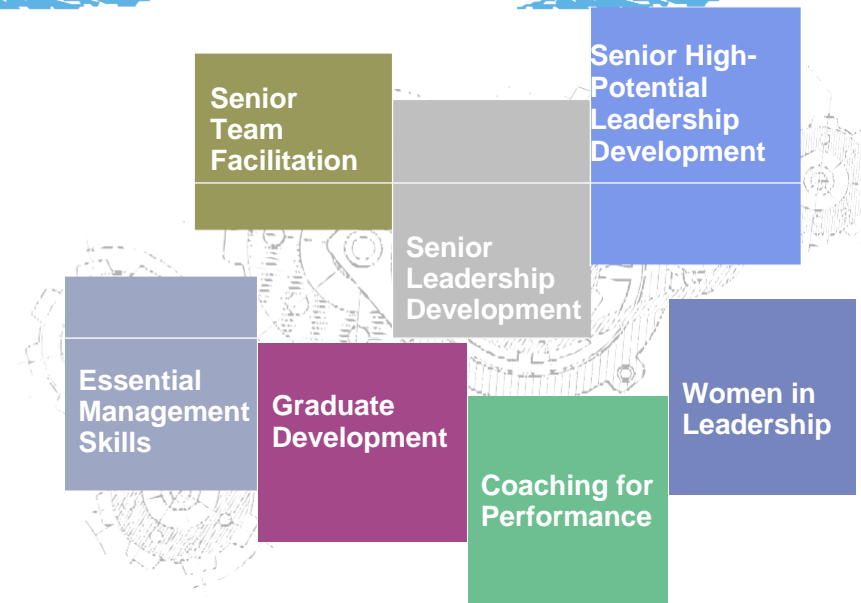 Senior
Team
Facilitation
Senior High-
Potential
Leadership
Development
Senior
Leadership
Development
Essential
Management
Skills
Graduate
Development
Women in
Leadership
Coaching for
Performance